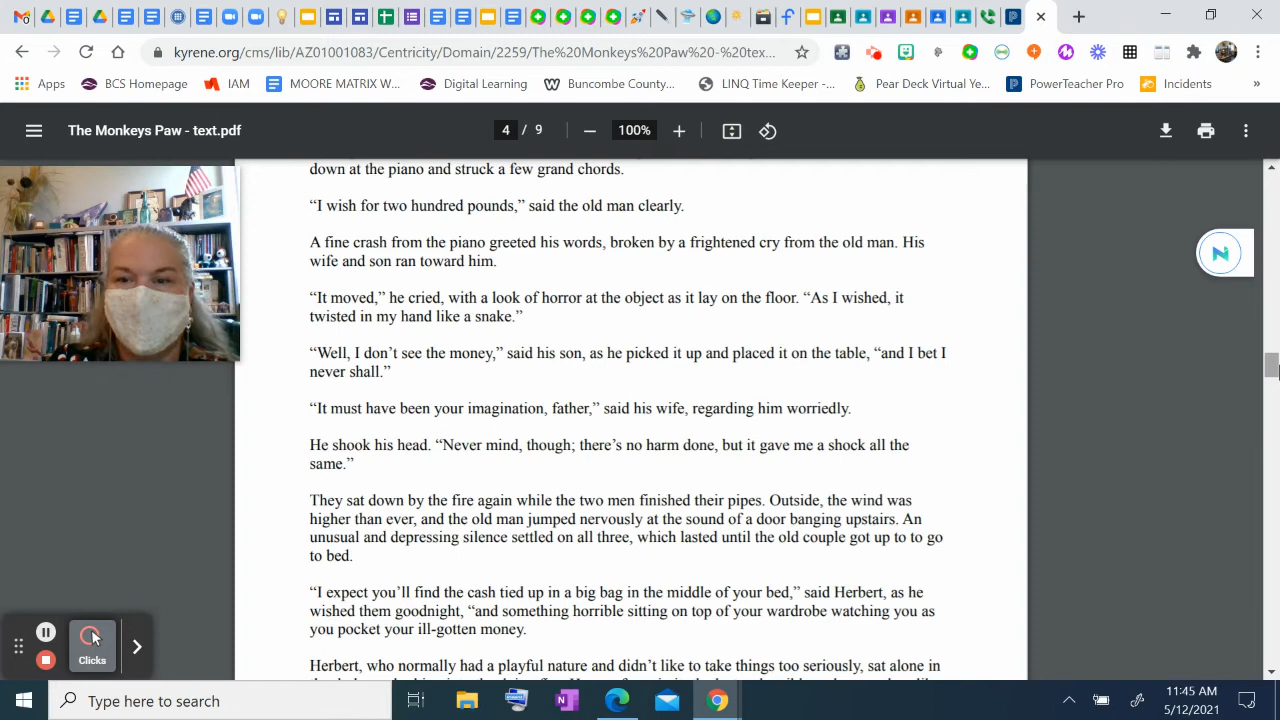 kyrene.org/cms/lib/AZ01001083/Centricity/Domain/2259/The%20Monkeys%20Paw%20-%20tex...
Apps BCS Homepage IAM MOORE MATRIX W... Digital Learning Buncombe County... LINQ Time Keeper -... Pear Deck Virtual Ye... PowerTeacher Pro Incidents »
The Monkeys Paw - text.pdf 4 / 9 100%
down at the piano and struck a few grand chords.
“I wish for two hundred pounds,” said the old man clearly.
A fine crash from the piano greeted his words, broken by a frightened cry from the old man. His
wife and son ran toward him.
“It moved,” he cried, with a look of horror at the object as it lay on the floor. “As I wished, it
twisted in my hand like a snake.”
“Well, I don’t see the money,” said his son, as he picked it up and placed it on the table, “and I bet I
never shall.”
“It must have been your imagination, father,” said his wife, regarding him worriedly.
He shook his head. “Never mind, though; there’s no harm done, but it gave me a shock all the
same.”
They sat down by the fire again while the two men finished their pipes. Outside, the wind was
higher than ever, and the old man jumped nervously at the sound of a door banging upstairs. An
unusual and depressing silence settled on all three, which lasted until the old couple got up to to go
to bed.
“I expect you’ll find the cash tied up in a big bag in the middle of your bed,” said Herbert, as he
wished them goodnight, “and something horrible sitting on top of your wardrobe watching you as
you pocket your ill-gotten money.
Herbert, who normally had a playful nature and didn’t like to take things too seriously, sat alone in
Clicks
Type here to search
11:45 AM
5/12/2021